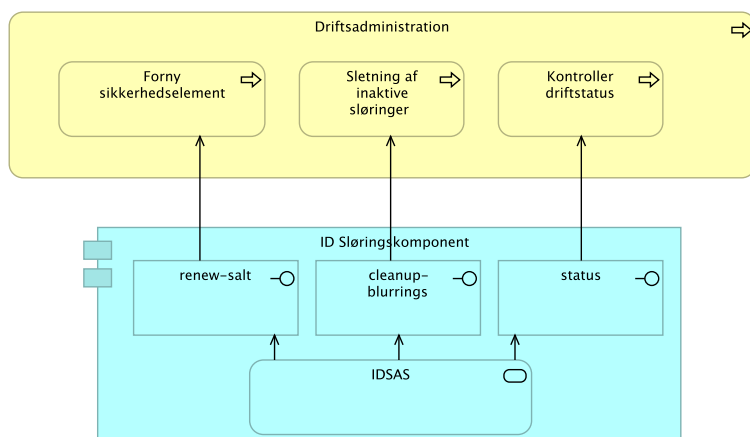 Driftsadministration
Forny
sikkerhedselement
Sletning af
inaktive
sløringer
Kontroller
driftstatus
ID Sløringskomponent
renew-salt
cleanup-
blurrings
status
IDSAS